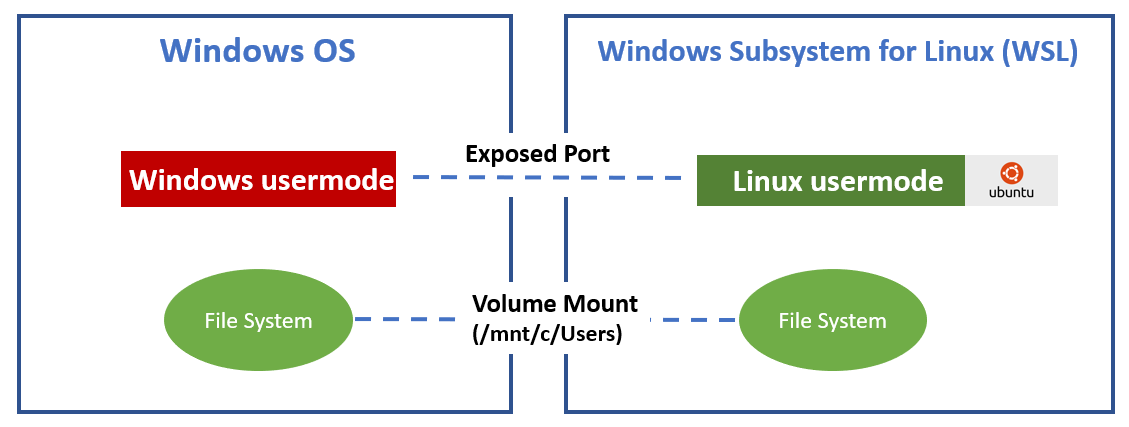 Windows OS
Windows Subsystem for Linux (WSL)
Exposed Port
Windows usermode
Linux usermode
ubuntu
Volume Mount
(/mnt/c/Users)
File System
File System